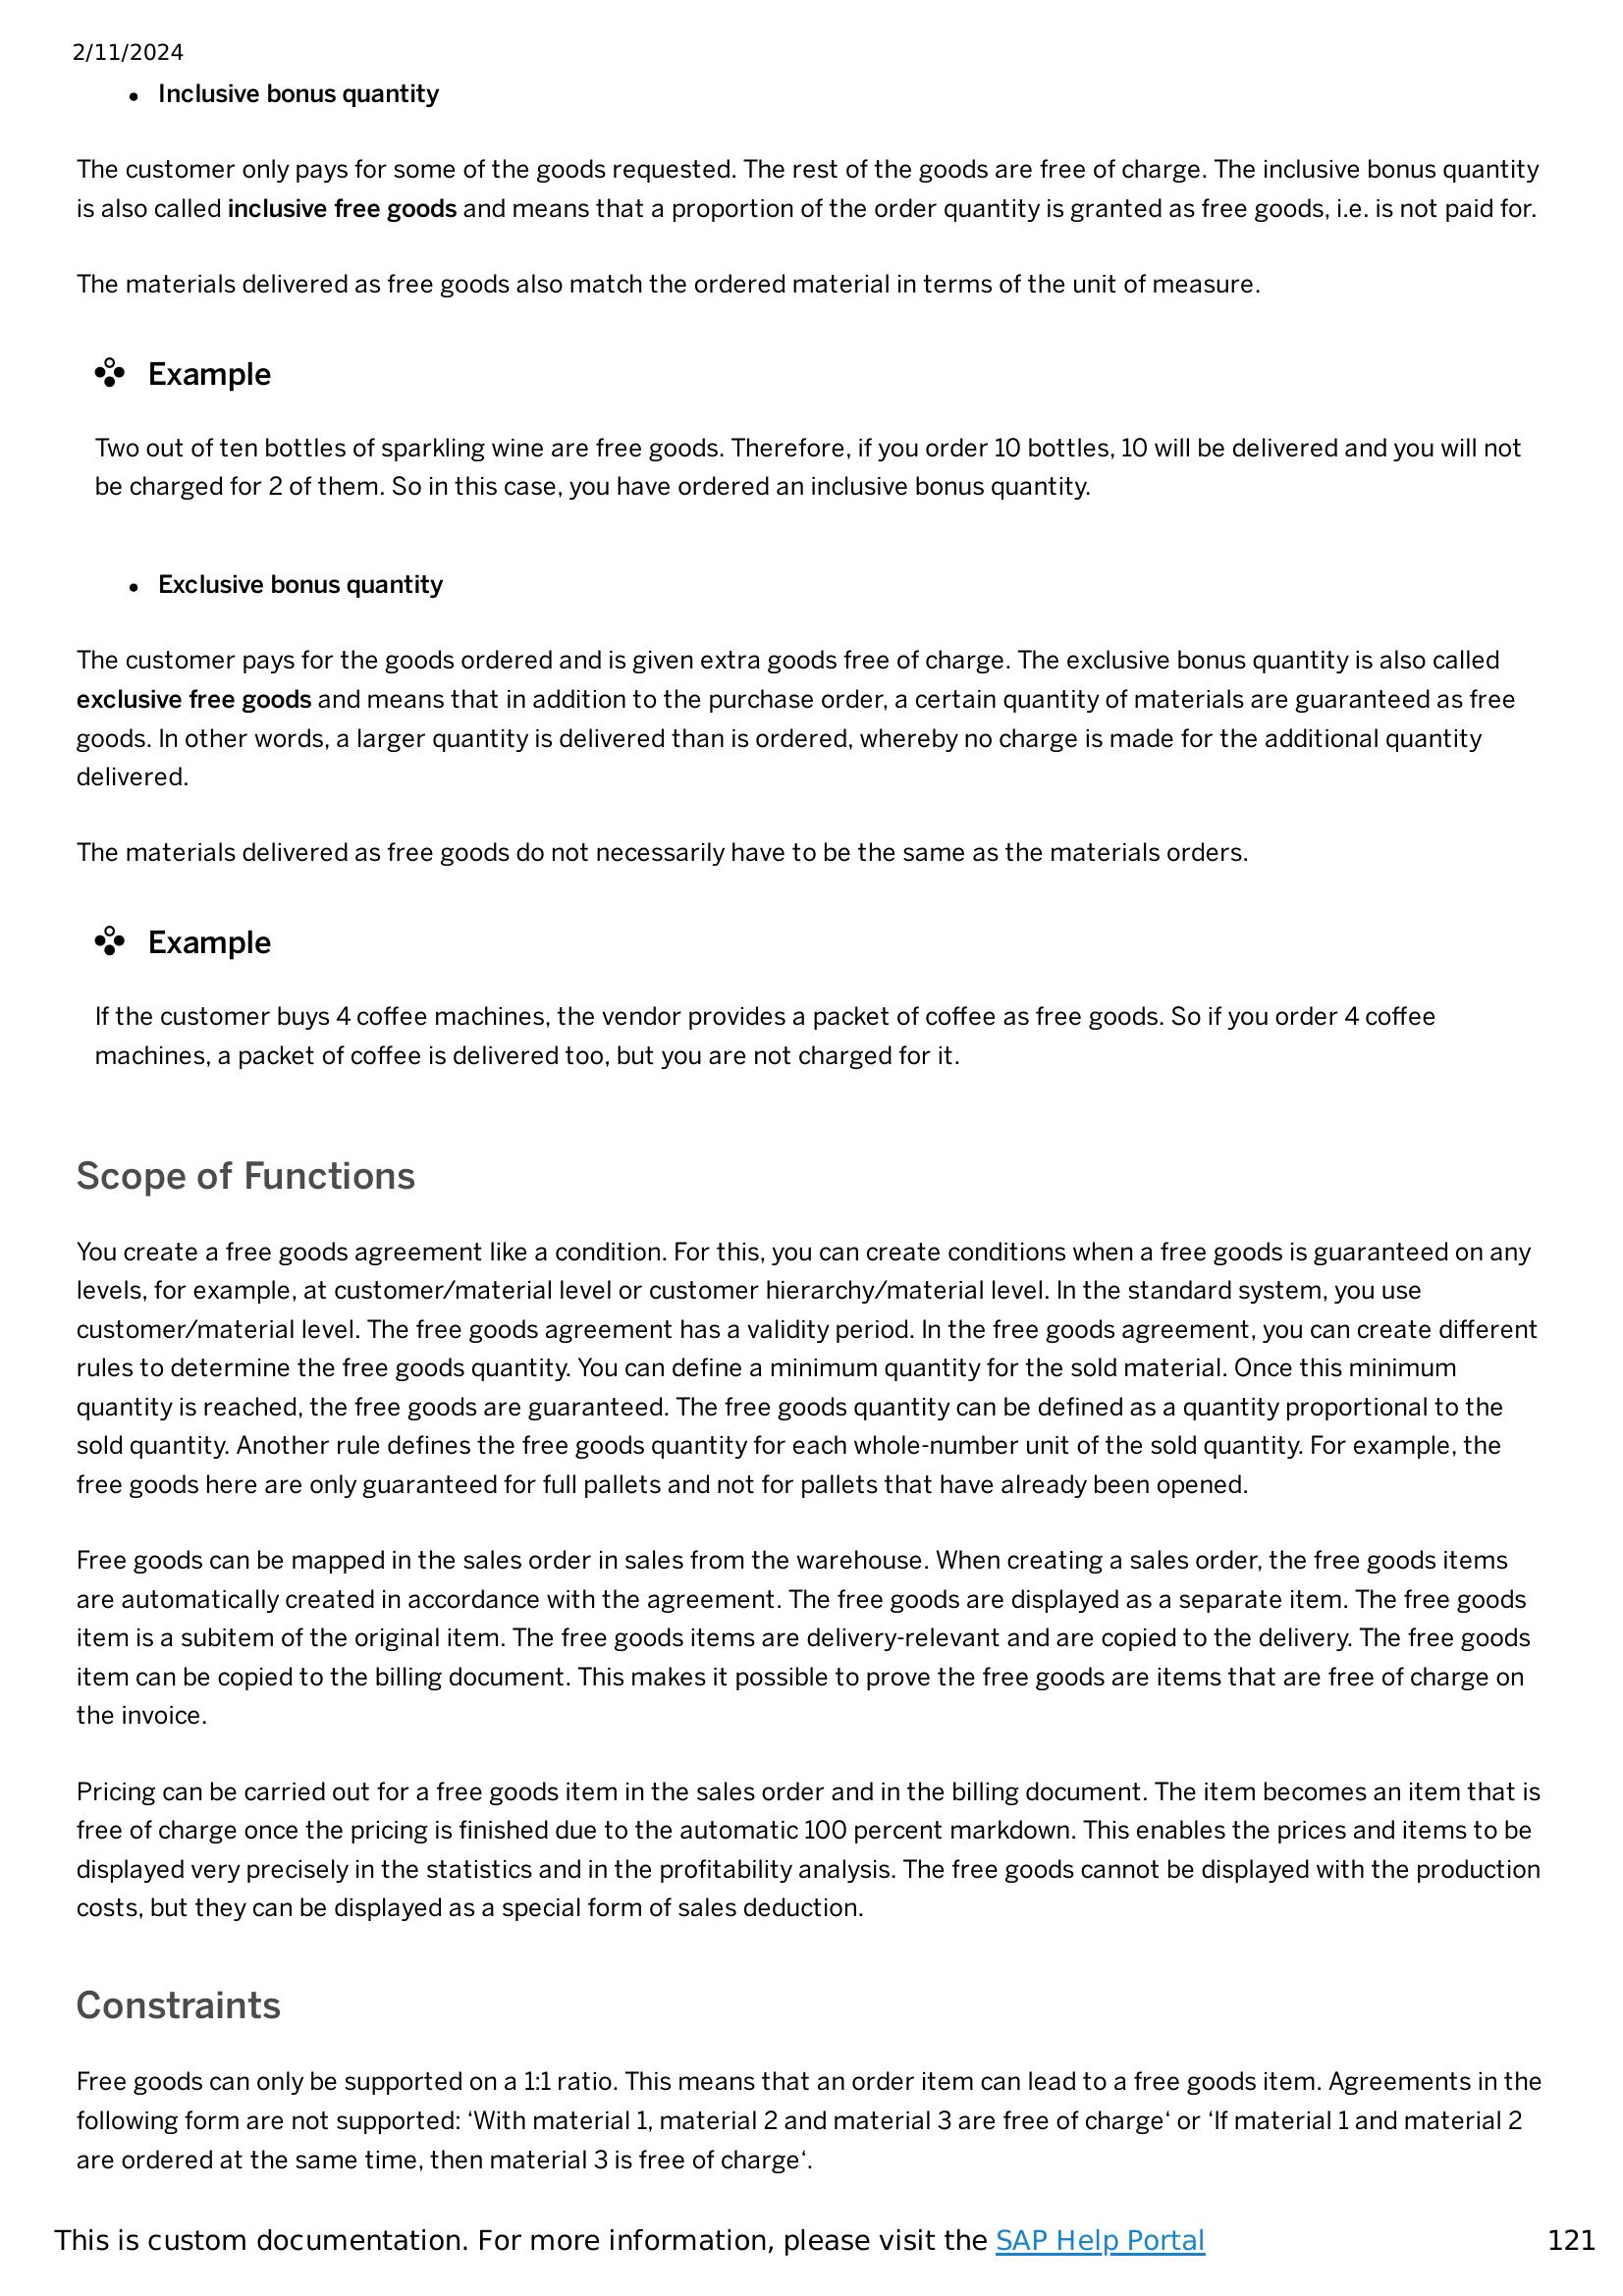 2/11/2024
• Inclusive bonus quantity
The customer only pays for some of the goods requested. The rest of the goods are free of charge. The inclusive bonus quantity
is also called inclusive free goods and means that a proportion of the order quantity is granted as free goods, i.e. is not paid for.
The materials delivered as free goods also match the ordered material in terms of the unit of measure.
Example
Two out of ten bottles of sparkling wine are free goods. Therefore, if you order 10 bottles, 10 will be delivered and you will not
be charged for 2 of them. So in this case, you have ordered an inclusive bonus quantity.
• Exclusive bonus quantity
The customer pays for the goods ordered and is given extra goods free of charge. The exclusive bonus quantity is also called
exclusive free goods and means that in addition to the purchase order, a certain quantity of materials are guaranteed as free
goods. In other words, a larger quantity is delivered than is ordered, whereby no charge is made for the additional quantity
delivered.
The materials delivered as free goods do not necessarily have to be the same as the materials orders.
Example
If the customer buys 4 coffee machines, the vendor provides a packet of coffee as free goods. So if you order 4 coffee
machines, a packet of coffee is delivered too, but you are not charged for it.
Scope of Functions
You create a free goods agreement like a condition. For this, you can create conditions when a free goods is guaranteed on any
levels, for example, at customer/material level or customer hierarchy/material level. In the standard system, you use
customer/material level. The free goods agreement has a validity period. In the free goods agreement, you can create different
rules to determine the free goods quantity. You can define a minimum quantity for the sold material. Once this minimum
quantity is reached, the free goods are guaranteed. The free goods quantity can be defined as a quantity proportional to the
sold quantity. Another rule defines the free goods quantity for each whole-number unit of the sold quantity. For example, the
free goods here are only guaranteed for full pallets and not for pallets that have already been opened.
Free goods can be mapped in the sales order in sales from the warehouse. When creating a sales order, the free goods items
are automatically created in accordance with the agreement. The free goods are displayed as a separate item. The free goods
item is a subitem of the original item. The free goods items are delivery-relevant and are copied to the delivery. The free goods
item can be copied to the billing document. This makes it possible to prove the free goods are items that are free of charge on
the invoice.
Pricing can be carried out for a free goods item in the sales order and in the billing document. The item becomes an item that is
free of charge once the pricing is finished due to the automatic 100 percent markdown. This enables the prices and items to be
displayed very precisely in the statistics and in the profitability analysis. The free goods cannot be displayed with the production
costs, but they can be displayed as a special form of sales deduction.
Constraints
Free goods can only be supported on a 1:1 ratio. This means that an order item can lead to a free goods item. Agreements in the
following form are not supported: ‘With material 1, material 2 and material 3 are free of charge‘ or ‘If material 1 and material 2
are ordered at the same time, then material 3 is free of charge‘.
This is custom documentation. For more information, please visit the SAP Help Portal 121